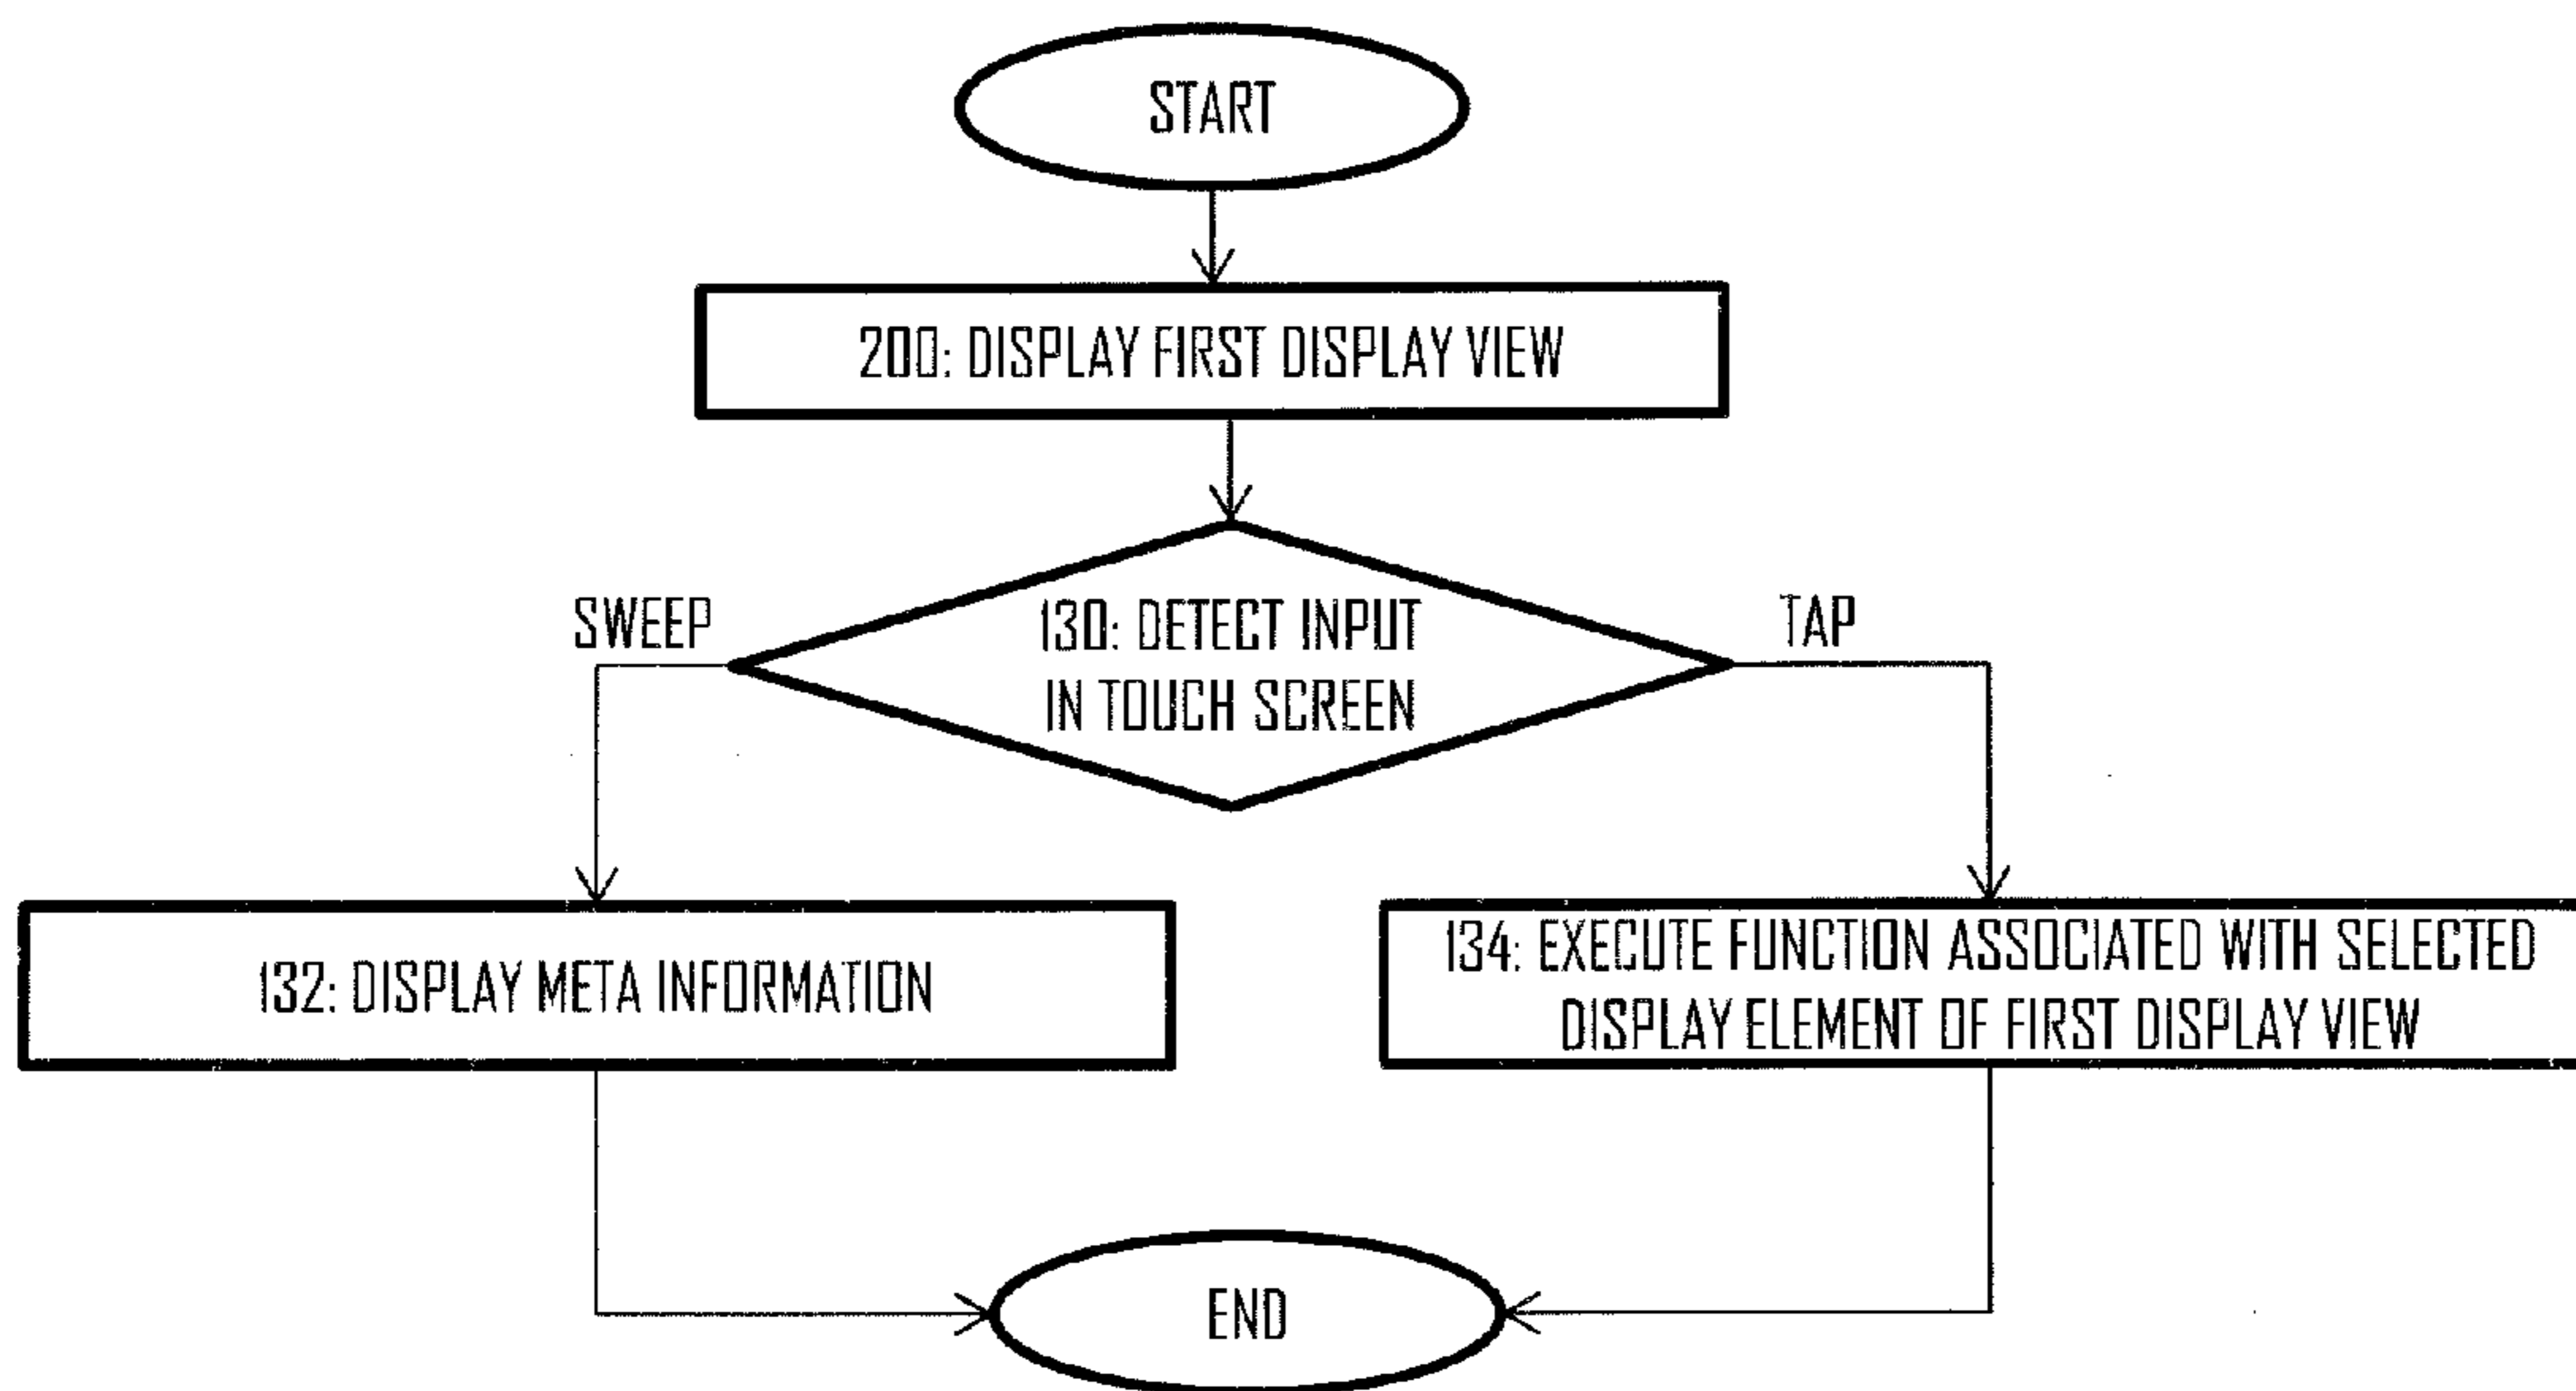 START
200: DISPLAY FIRST DISPLAY VIEW
SWEEP
130: DETECT INPUT
IN TOUCH SCREEN
TAP
132: DISPLAY META INFORMATION
134: EXECUTE FUNCTION ASSOCIATED WITH SELECTED
DISPLAY ELEMENT OF FIRST DISPLAY VIEW
END